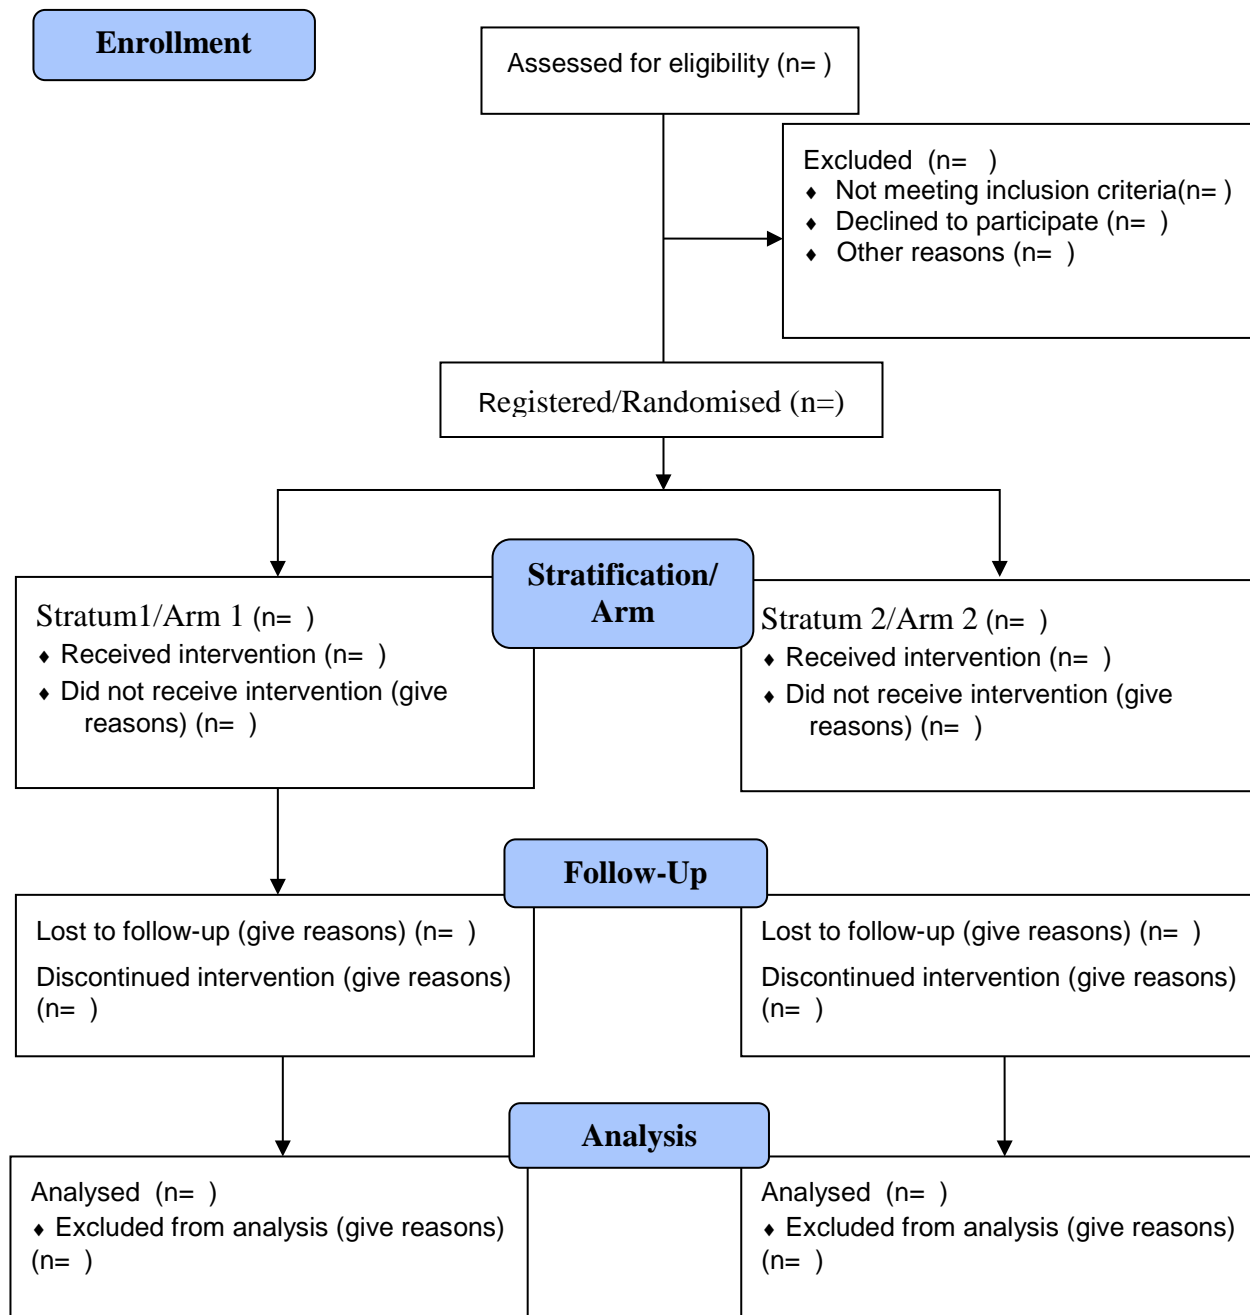 Enrollment
Assessed for eligibility (n= )
Excluded (n= )
♦ Not meeting inclusion criteria(n= )
♦ Declined to participate (n= )
♦ Other reasons (n= )
Registered/Randomised (n=)
Stratification/
Arm
Stratum1/Arm 1 (n= )
♦ Received intervention (n= )
♦ Did not receive intervention (give
reasons) (n= )
Stratum 2/Arm 2 (n= )
♦ Received intervention (n= )
♦ Did not receive intervention (give
reasons) (n= )
Follow-Up
Lost to follow-up (give reasons) (n= )
Discontinued intervention (give reasons)
(n= )
Lost to follow-up (give reasons) (n= )
Discontinued intervention (give reasons)
(n= )
Analysis
Analysed (n= )
♦ Excluded from analysis (give reasons)
(n= )
Analysed (n= )
♦ Excluded from analysis (give reasons)
(n= )